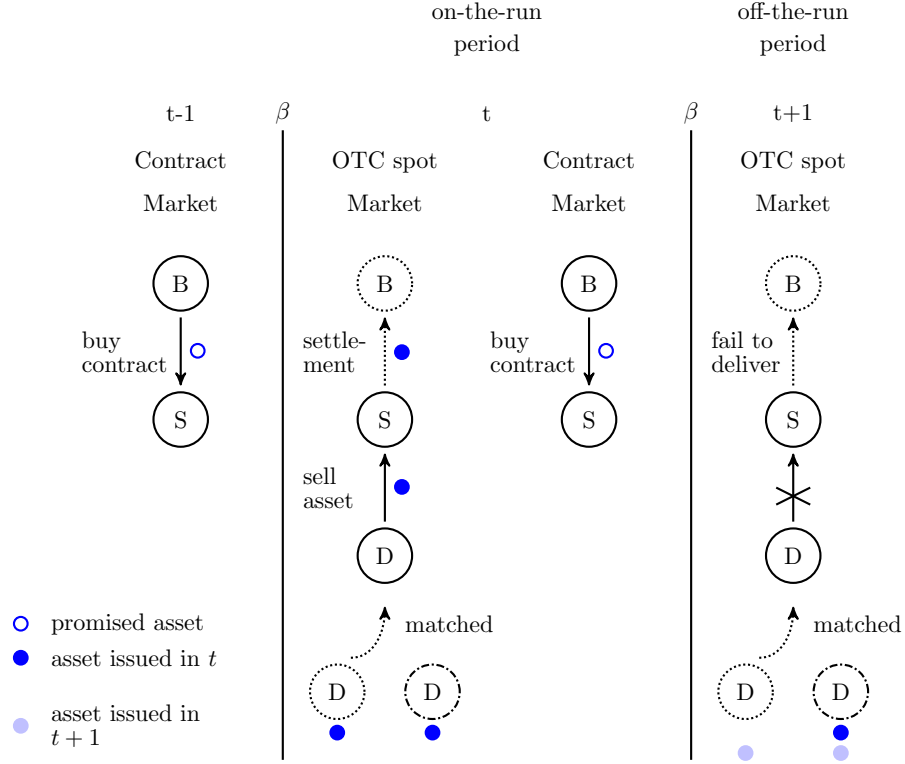 on-the-run
period
off-the-run
period
t-1
β
t
β
t+1
Contract
Market
OTC spot
Market
Contract
Market
OTC spot
Market
B
B
B
B
buy
contract
settle-
ment
buy
contract
fail to
deliver
S
S
S
S
sell
asset
D
D
promised asset
asset issued in t
asset issued in
t + 1
matched
matched
D
D
D
D